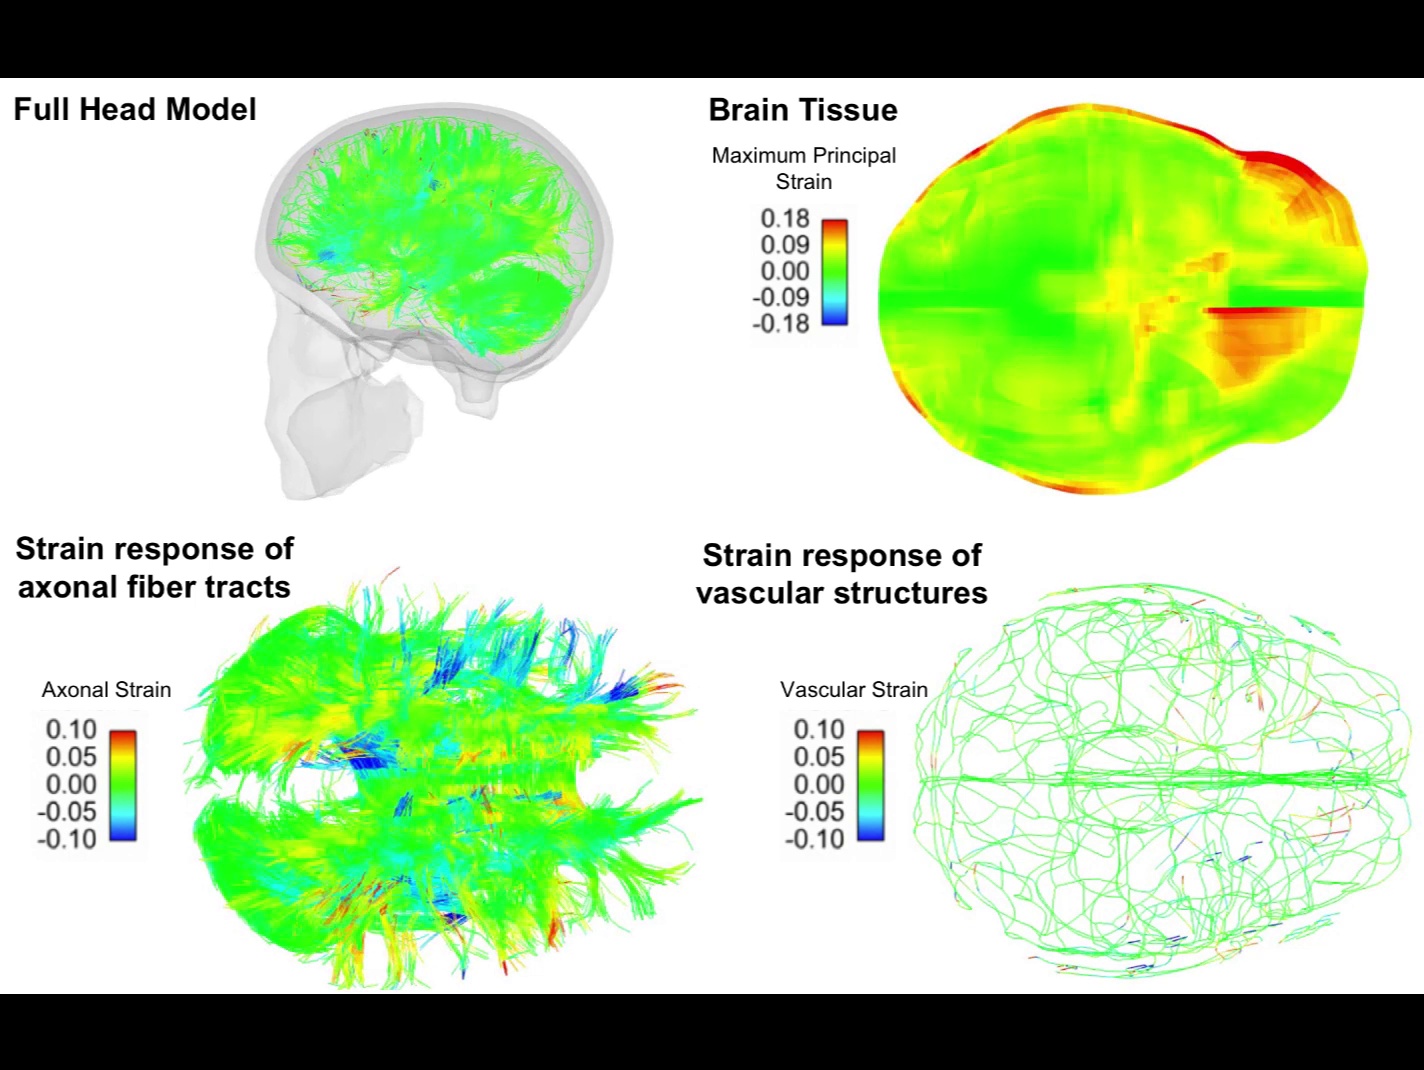 Full Head Model
Brain Tissue
Maximum Principal
Strain
0.18
0.09
0.00
-0.09
-0.18
Strain response of
axonal fiber tracts
Axonal Strain
0.10
0.05
0.00
-0.05
-0.10
Strain response of
vascular structures
Vascular Strain
0.10
0.05
0.00
-0.05
-0.10